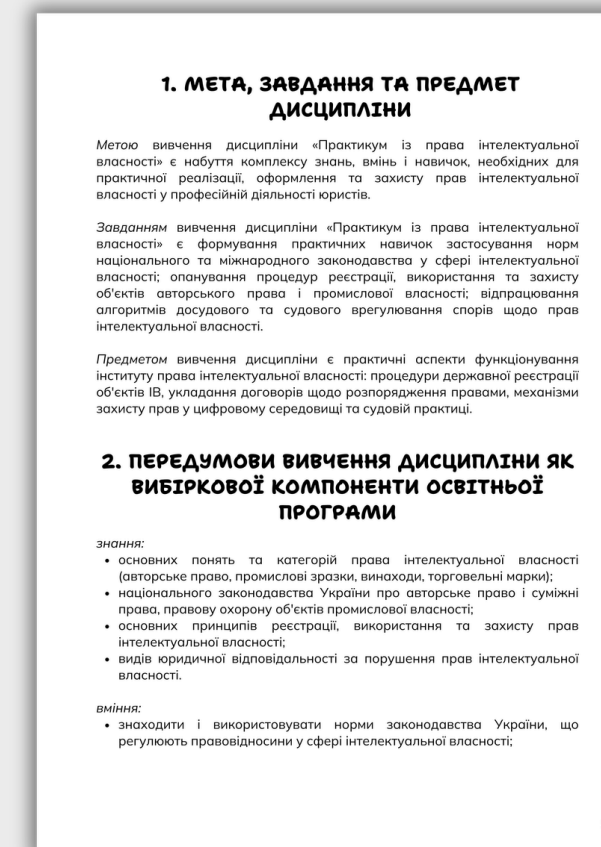 1. МЕТА, ЗАВДАННЯ ТА ПРЕДМЕТ
ДИСЦИПЛІНИ
Метою вивчення дисципліни «Практикум із права інтелектуальної
власності» є набуття комплексу знань, вмінь і навичок, необхідних для
практичної реалізації, оформлення та захисту прав інтелектуальної
власності у професійній діяльності юристів.
Завданням вивчення дисципліни «Практикум із права інтелектуальної
власності» є формування практичних навичок застосування норм
національного та міжнародного законодавства у сфері інтелектуальної
власності; опанування процедур реєстрації, використання та захисту
об'єктів авторського права і промислової власності; відпрацювання
алгоритмів досудового та судового врегулювання спорів щодо прав
інтелектуальної власності.
Предметом вивчення дисципліни є практичні аспекти функціонування
інституту права інтелектуальної власності: процедури державної реєстрації
об'єктів ІВ, укладання договорів щодо розпорядження правами, механізми
захисту прав у цифровому середовищі та судовій практиці.
2. ПЕРЕДУМОВИ ВИВЧЕННЯ ДИСЦИПЛІНИ ЯК
ВИБІРКОВОЇ КОМПОНЕНТИ ОСВІТНЬОЇ
ПРОГРАМИ
знання:
• основних понять та категорій права інтелектуальної власності
(авторське право, промислові зразки, винаходи, торговельні марки);
• національного законодавства України про авторське право і суміжні
права, правову охорону об'єктів промислової власності;
• основних принципів реєстрації, використання та захисту прав
інтелектуальної власності;
• видів юридичної відповідальності за порушення прав інтелектуальної
власності.
вміння:
• знаходити і використовувати норми законодавства України, що
регулюють правовідносини у сфері інтелектуальної власності;